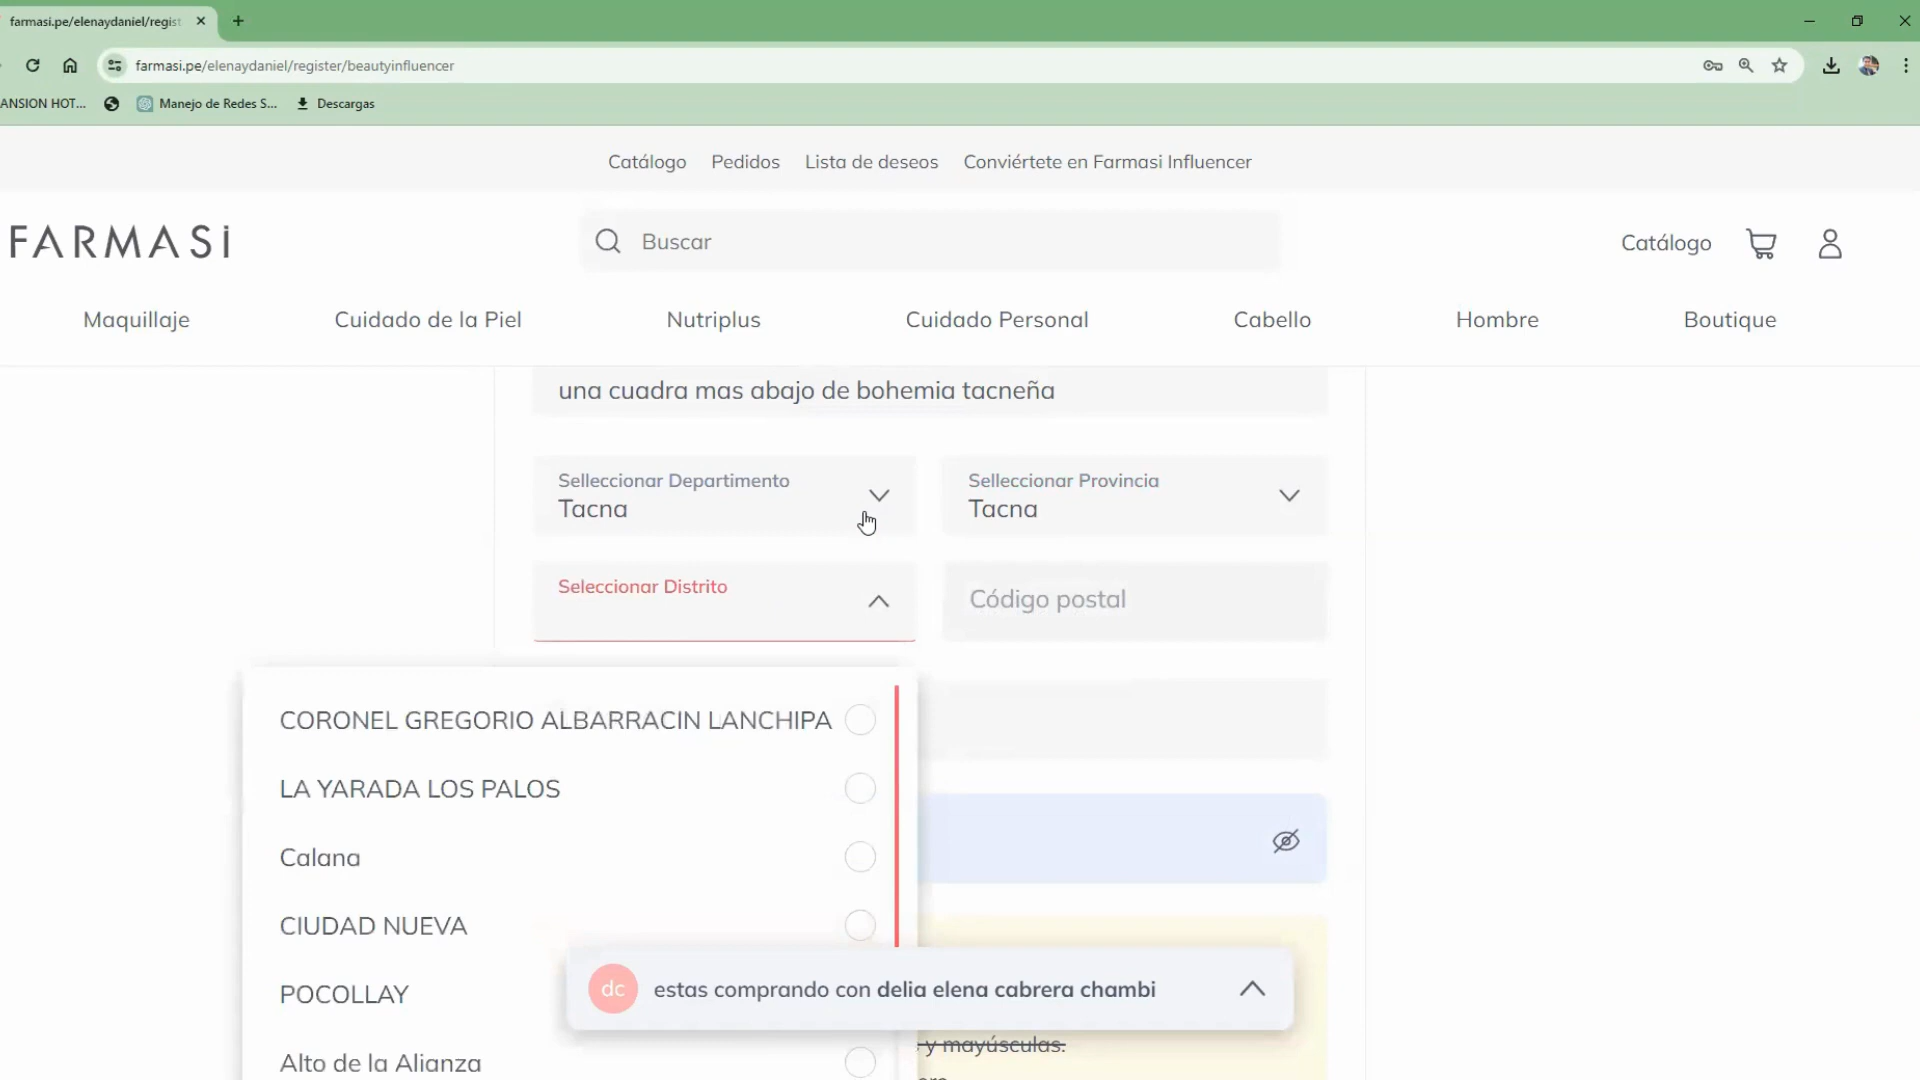 farmasi.pe/elenaydaniel/regist
farmasi.pe/elenaydaniel/register/beautyinfluencer
ANSION HOT...
Manejo de Redes S...
Descargas
Catálogo Pedidos Lista de deseos Conviértete en Farmasi Influencer
FARMASi
Buscar
Catálogo
Maquillaje Cuidado de la Piel Nutriplus Cuidado Personal Cabello Hombre Boutique
una cuadra mas abajo de bohemia tacneña
Selleccionar Departimento
Tacna
Selleccionar Provincia
Tacna
Seleccionar Distrito
Código postal
CORONEL GREGORIO ALBARRACIN LANCHIPA
LA YARADA LOS PALOS
Calana
CIUDAD NUEVA
POCOLLAY
dc estas comprando con delia elena cabrera chambi
y mayúsculas.
Alto de la Alianza